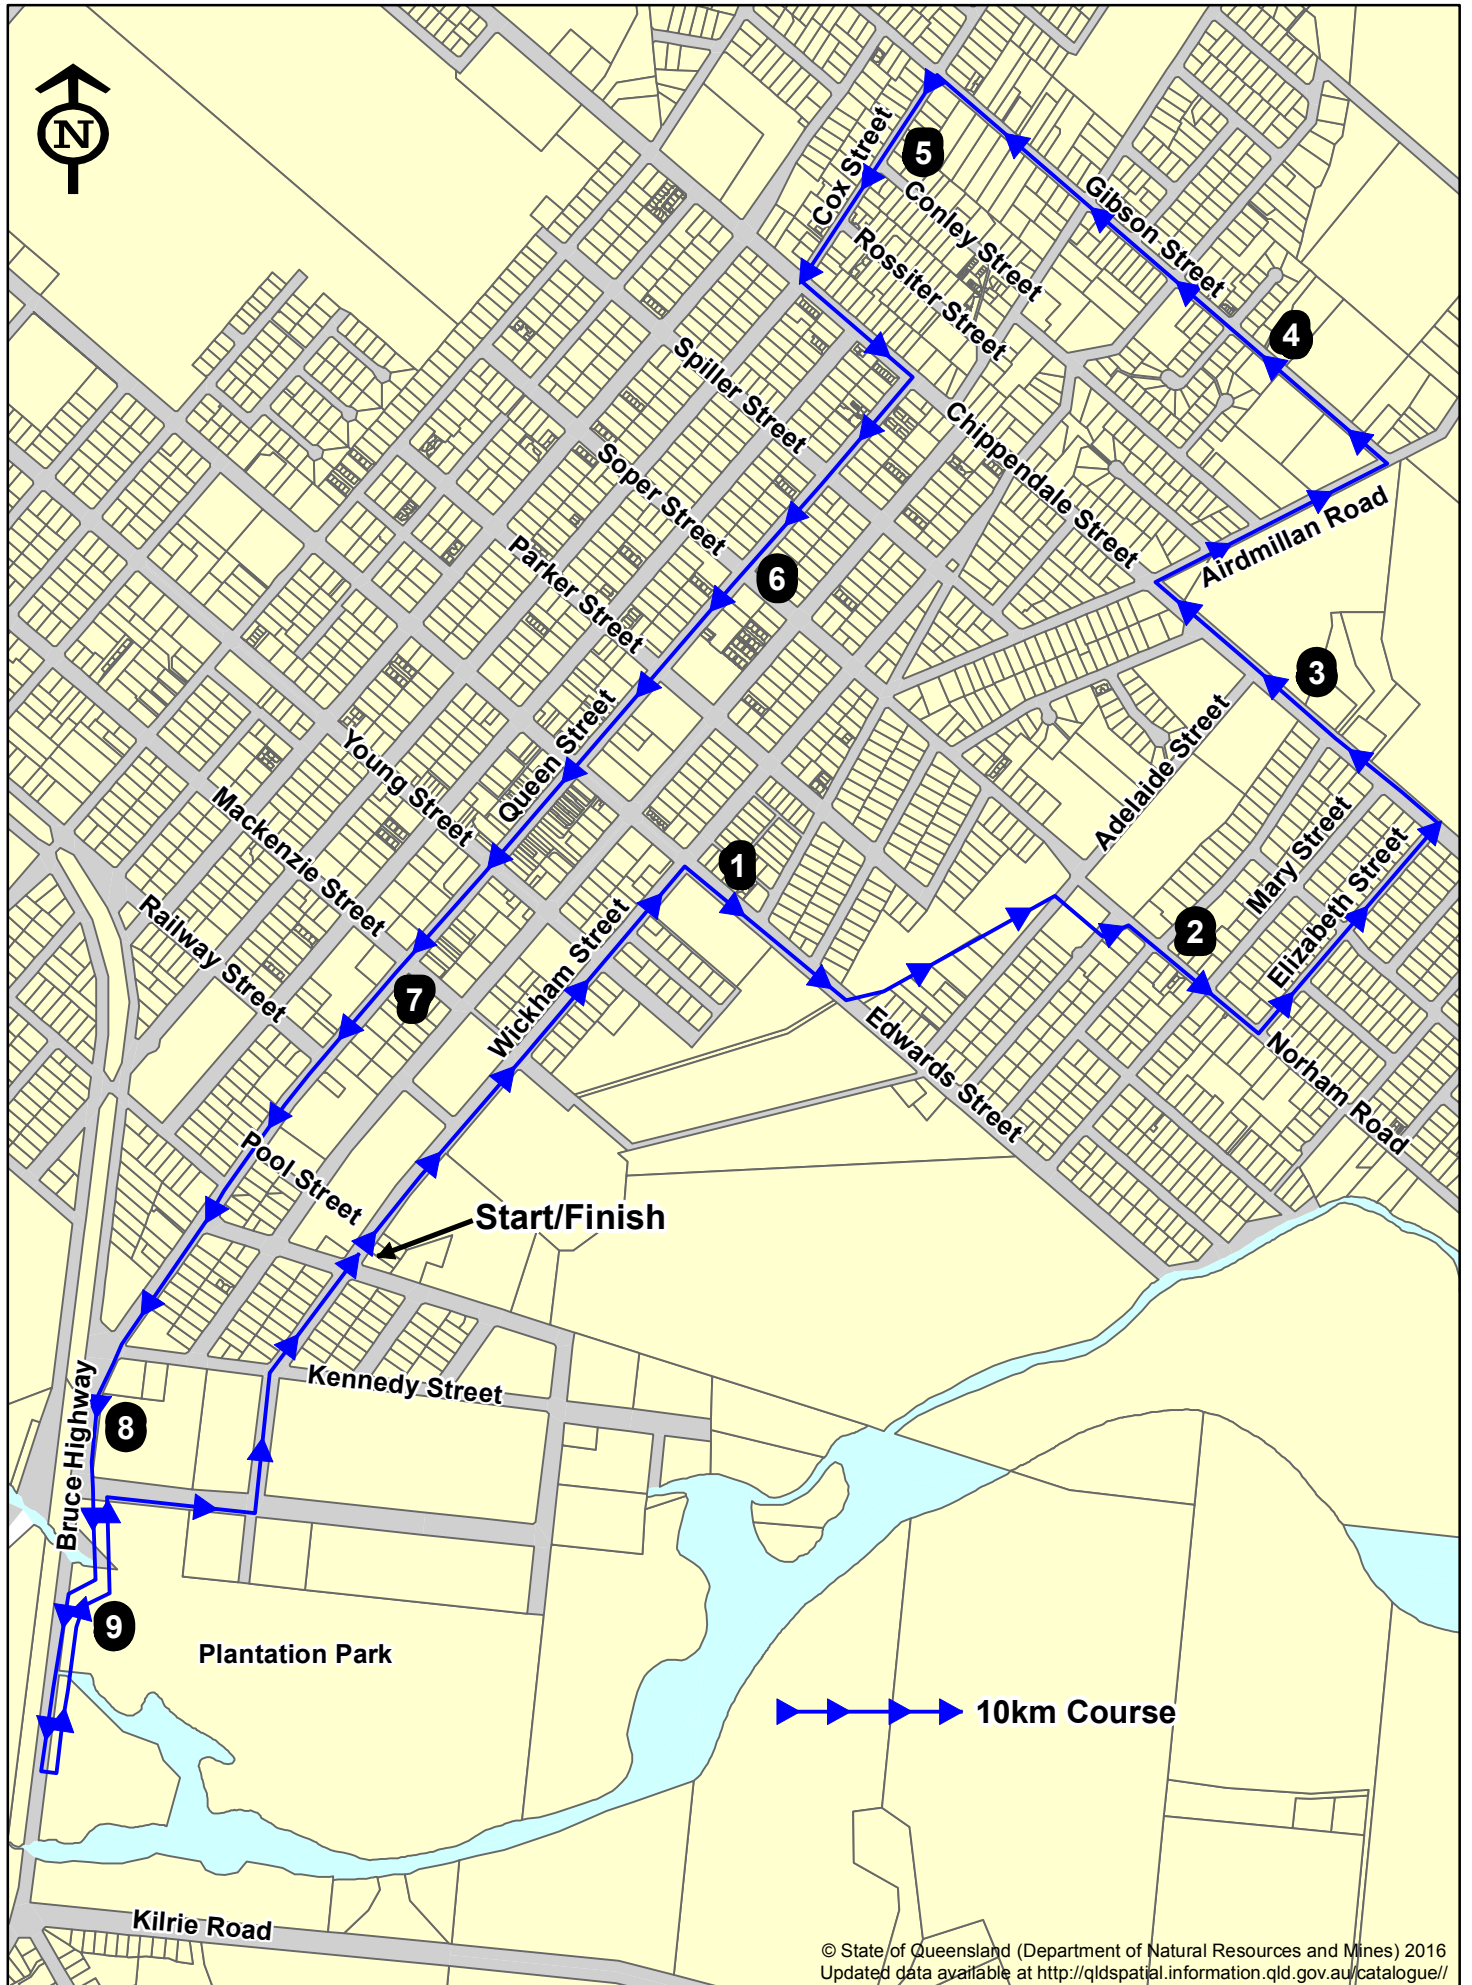 N
5
Cox Street
Conley Street
Gibson Street
Rossiter Street
4
Spiller Street
Chippendale Street
Soper Street
Airdmillan Road
Parker Street
6
3
Queen Street
Adelaide Street
Young Street
Mackenzie Street
1
Mary Street
Elizabeth Street
2
Railway Street
Wickham Street
7
Edwards Street
Norham Road
Pool Street
Start/Finish
Kennedy Street
Bruce Highway
8
9
Plantation Park
10km Course
Kilrie Road
© State of Queensland (Department of Natural Resources and Mines) 2016
Updated data available at http://qldspatial.information.qld.gov.au/catalogue//